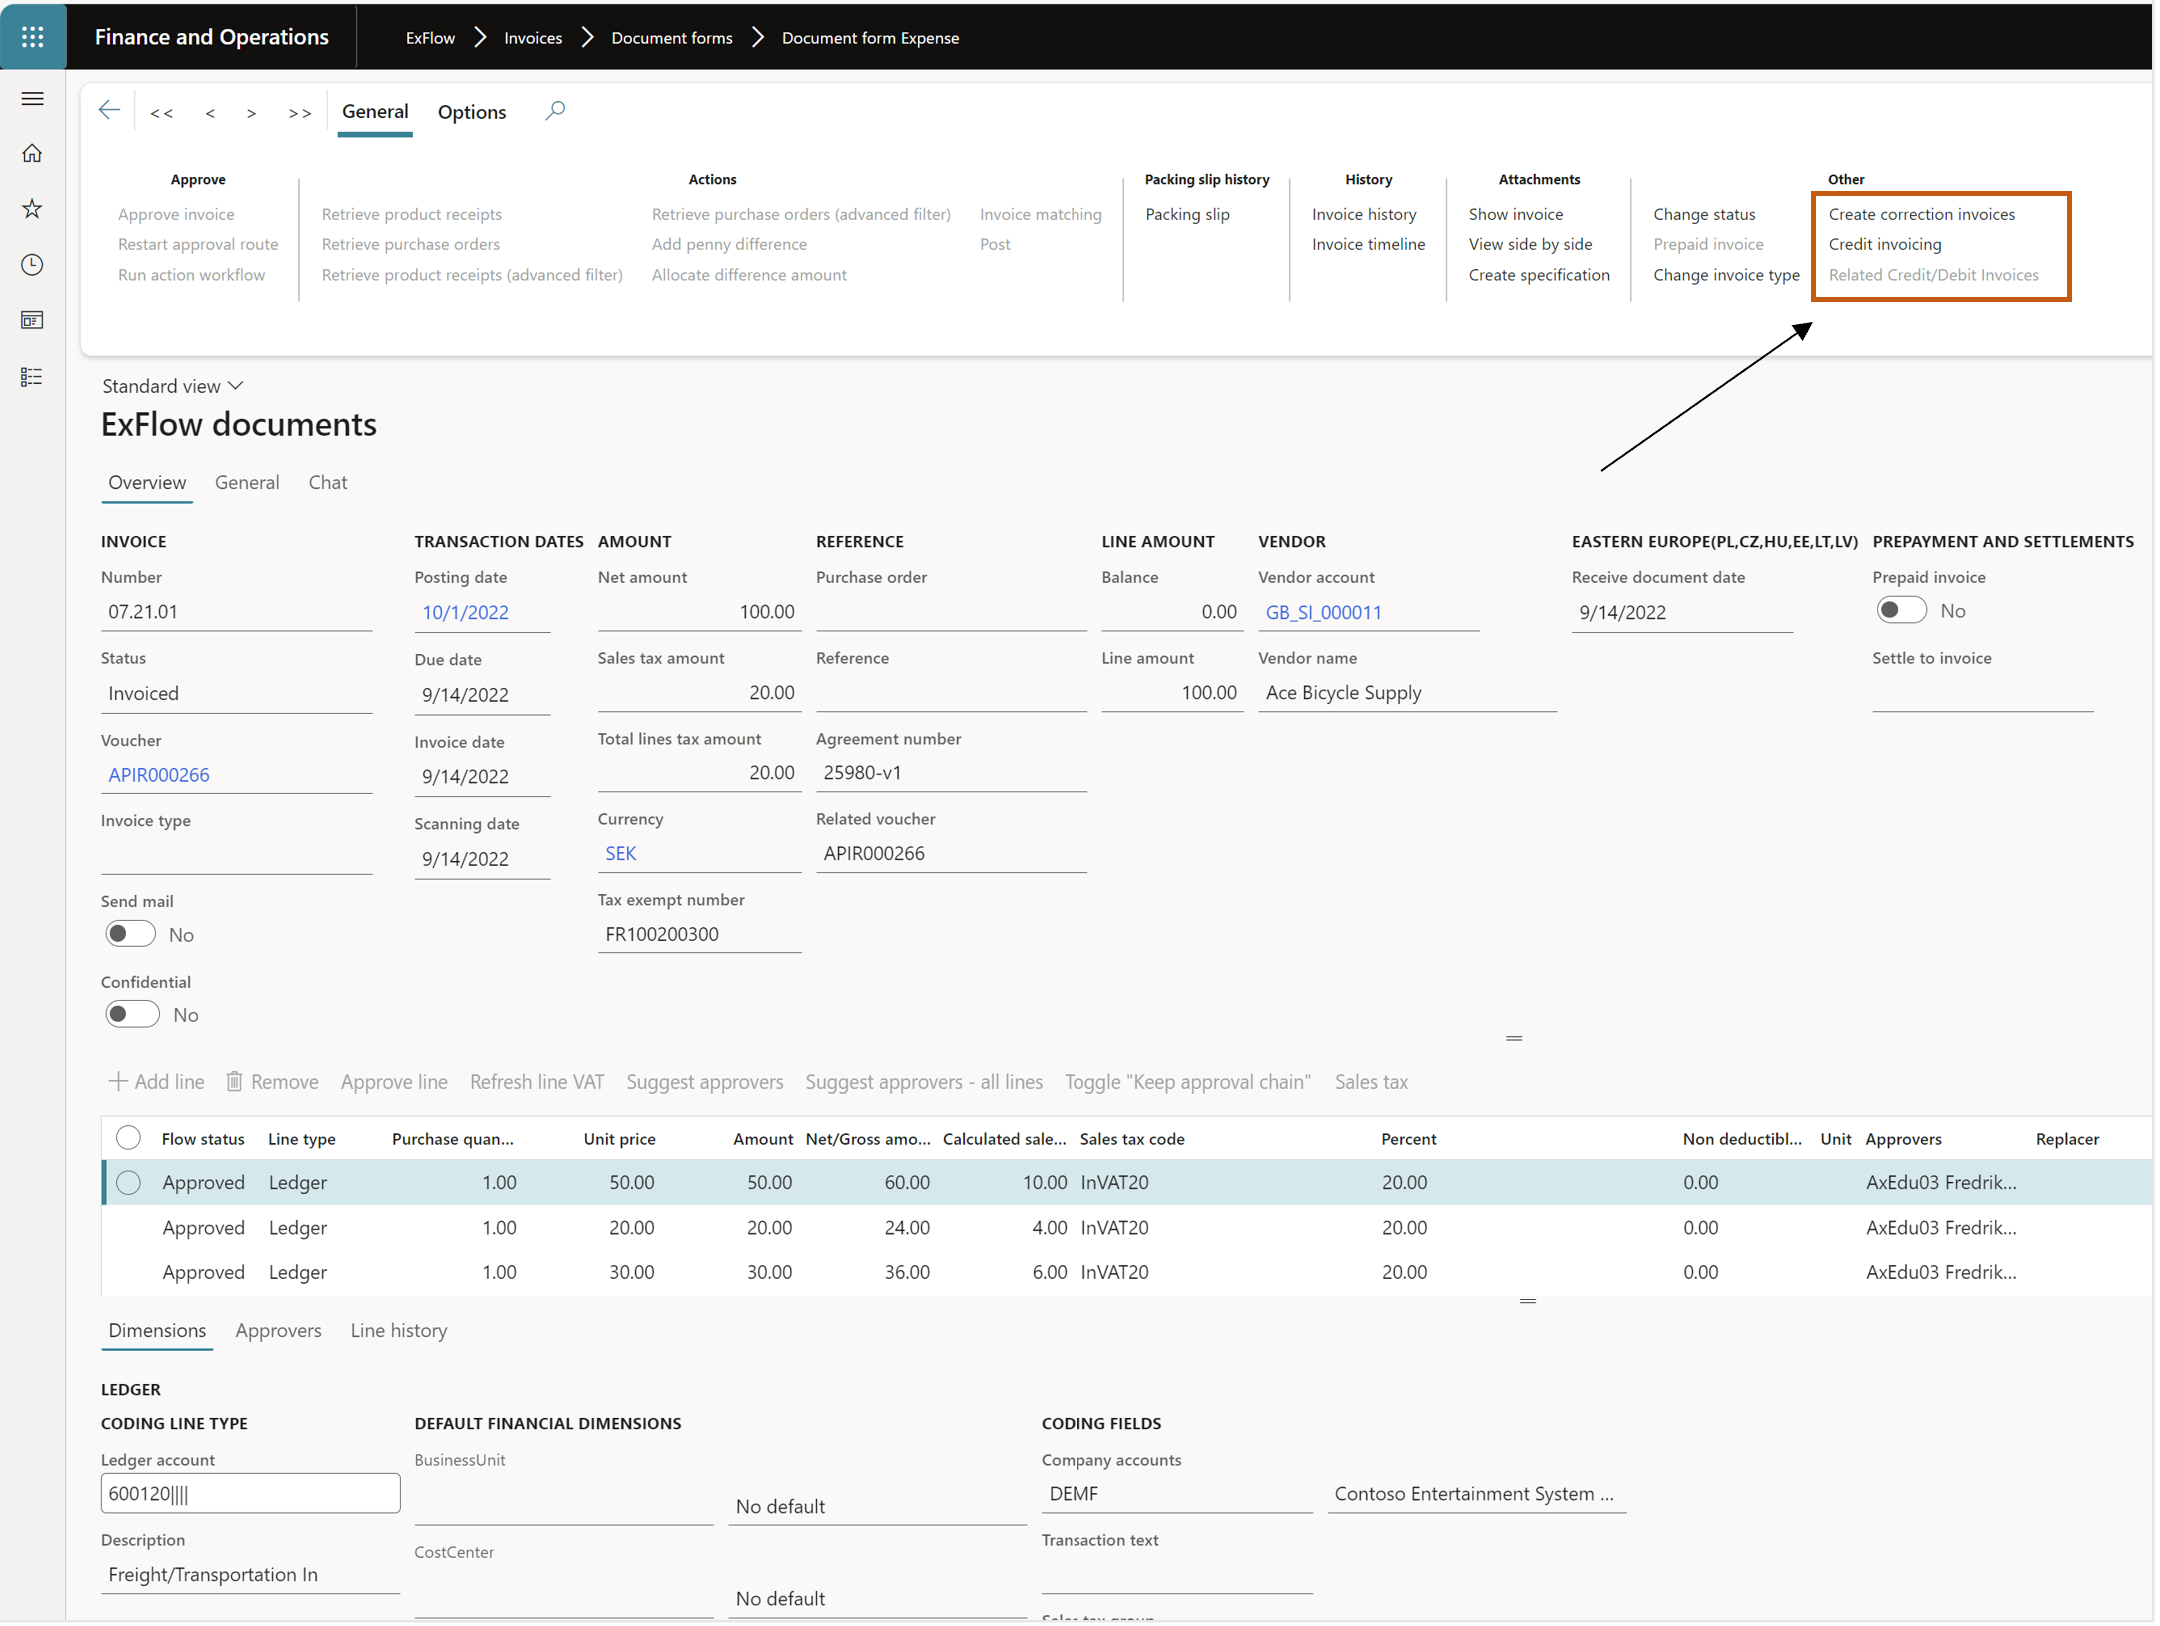 Finance and Operations
ExFlow > Invoices > Document forms > Document form Expense
<< < > >> General Options
Approve Actions Packing slip history History Attachments Other
Approve invoice Retrieve product receipts Retrieve purchase orders (advanced filter) Invoice matching Packing slip Invoice history Show invoice Change status Create correction invoices
Restart approval route Retrieve purchase orders Add penny difference Post Invoice timeline View side by side Prepaid invoice Credit invoicing
Run action workflow Retrieve product receipts (advanced filter) Allocate difference amount Create specification Change invoice type Related Credit/Debit Invoices
Standard view
ExFlow documents
Overview General Chat
INVOICE TRANSACTION DATES AMOUNT REFERENCE LINE AMOUNT VENDOR EASTERN EUROPE(PL,CZ,HU,EE,LT,LV) PREPAYMENT AND SETTLEMENTS
Number Posting date Net amount Purchase order Balance Vendor account Receive document date Prepaid invoice
07.21.01 10/1/2022 100.00 0.00 GB_SI_000011 9/14/2022 No
Status Due date Sales tax amount Reference Line amount Vendor name Settle to invoice
Invoiced 9/14/2022 20.00 100.00 Ace Bicycle Supply
Voucher Invoice date Total lines tax amount Agreement number
APIR000266 9/14/2022 20.00 25980-v1
Invoice type Scanning date Currency Related voucher
9/14/2022 SEK APIR000266
Send mail Tax exempt number
No FR100200300
Confidential
No
Add line Remove Approve line Refresh line VAT Suggest approvers Suggest approvers - all lines Toggle "Keep approval chain" Sales tax
Flow status Line type Purchase quan... Unit price Amount Net/Gross amo... Calculated sale... Sales tax code Percent Non deductibl... Unit Approvers Replacer
Approved Ledger 1.00 50.00 50.00 60.00 10.00 InVAT20 20.00 0.00 AxEdu03 Fredrik...
Approved Ledger 1.00 20.00 20.00 24.00 4.00 InVAT20 20.00 0.00 AxEdu03 Fredrik...
Approved Ledger 1.00 30.00 30.00 36.00 6.00 InVAT20 20.00 0.00 AxEdu03 Fredrik...
Dimensions Approvers Line history
LEDGER
CODING LINE TYPE DEFAULT FINANCIAL DIMENSIONS CODING FIELDS
Ledger account BusinessUnit Company accounts
600120|||| No default DEMF Contoso Entertainment System ...
Description CostCenter Transaction text
Freight/Transportation In No default
Sales tax group